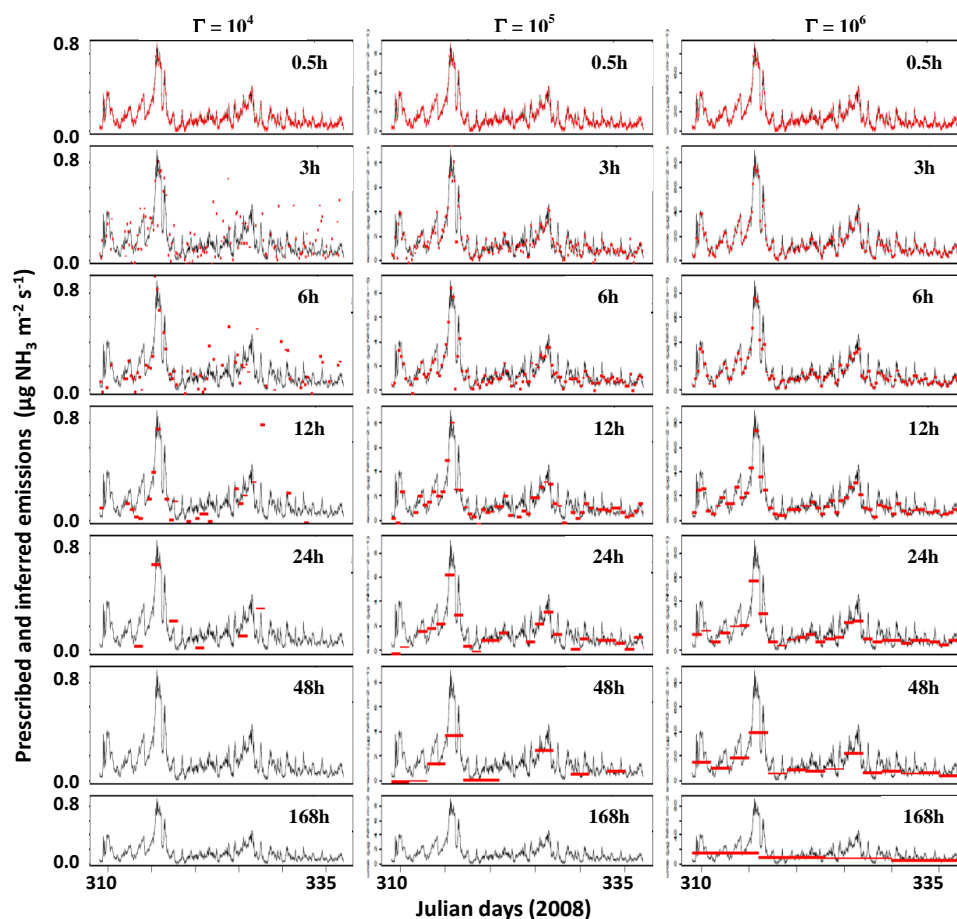 Γ = 10⁴ Γ = 10⁵ Γ = 10⁶
0.8 0.5h 0.5h 0.5h
0.0
0.8 3h 3h 3h
0.0
0.8 6h 6h 6h
0.0
0.8 12h 12h 12h
0.0
0.8 24h 24h 24h
0.0
0.8 48h 48h 48h
0.0
0.8 168h 168h 168h
0.0
310 335 310 335 310 335
Julian days (2008)
Prescribed and inferred emissions (µg NH₃ m⁻² s⁻¹)